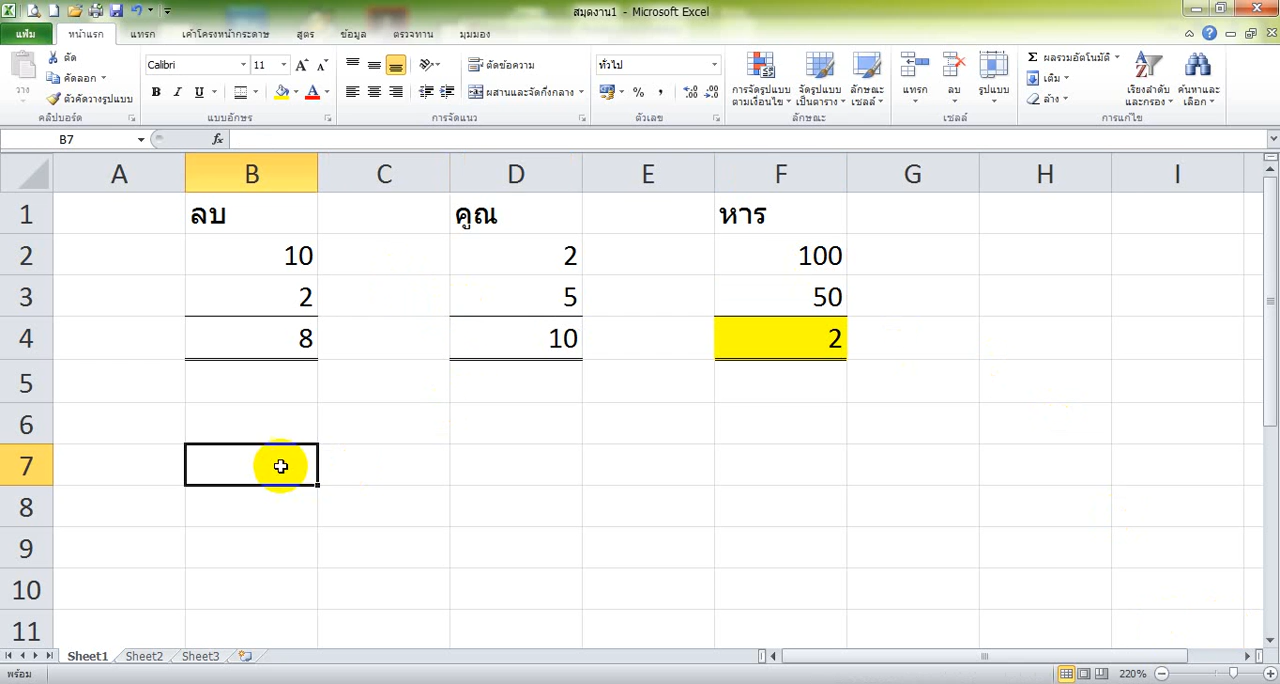 สมุดงาน1 - Microsoft Excel
แฟ้ม หน้าแรก แทรก เค้าโครงหน้ากระดาษ สูตร ข้อมูล ตรวจทาน มุมมอง
วาง
ตัด
คัดลอก
ตัวคัดวางรูปแบบ
คลิปบอร์ด
Calibri 11
B I U
แบบอักษร
ตัดข้อความ
ผสานและจัดกึ่งกลาง
การจัดแนว
ทั่วไป
%
ตัวเลข
การจัดรูปแบบ
ตามเงื่อนไข
จัดรูปแบบ
เป็นตาราง
ลักษณะ
เซลล์
ลักษณะ
แทรก ลบ รูปแบบ
เซลล์
Σ ผลรวมอัตโนมัติ
เติม
ล้าง
เรียงลำดับ
และกรอง
ค้นหาและ
เลือก
การแก้ไข
B7 fx
A B C D E F G H I
1 ลบ คูณ หาร
2 10 2 100
3 2 5 50
4 8 10 2
5
6
7
8
9
10
11
Sheet1 Sheet2 Sheet3
พร้อม 220%